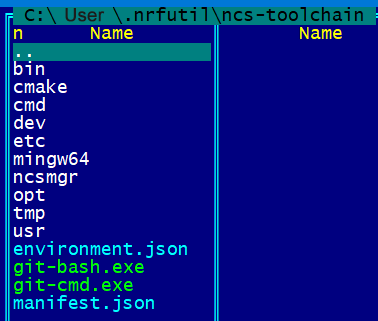 C:\ User \.nrfutil\ncs-toolchain
n Name Name
..
bin
cmake
cmd
dev
etc
mingw64
ncsmgr
opt
tmp
usr
environment.json
git-bash.exe
git-cmd.exe
manifest.json